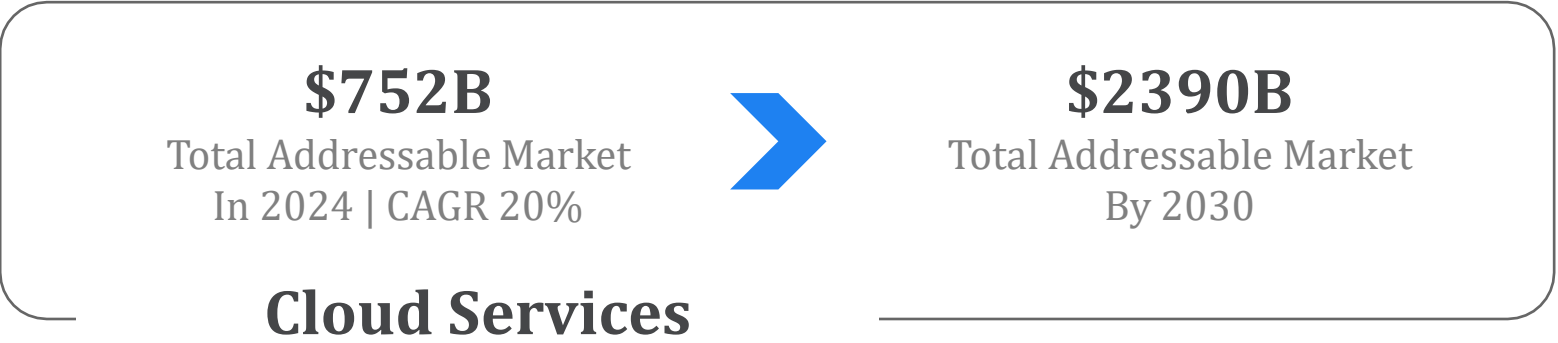 $752B
Total Addressable Market
In 2024 | CAGR 20%
$2390B
Total Addressable Market
By 2030
Cloud Services